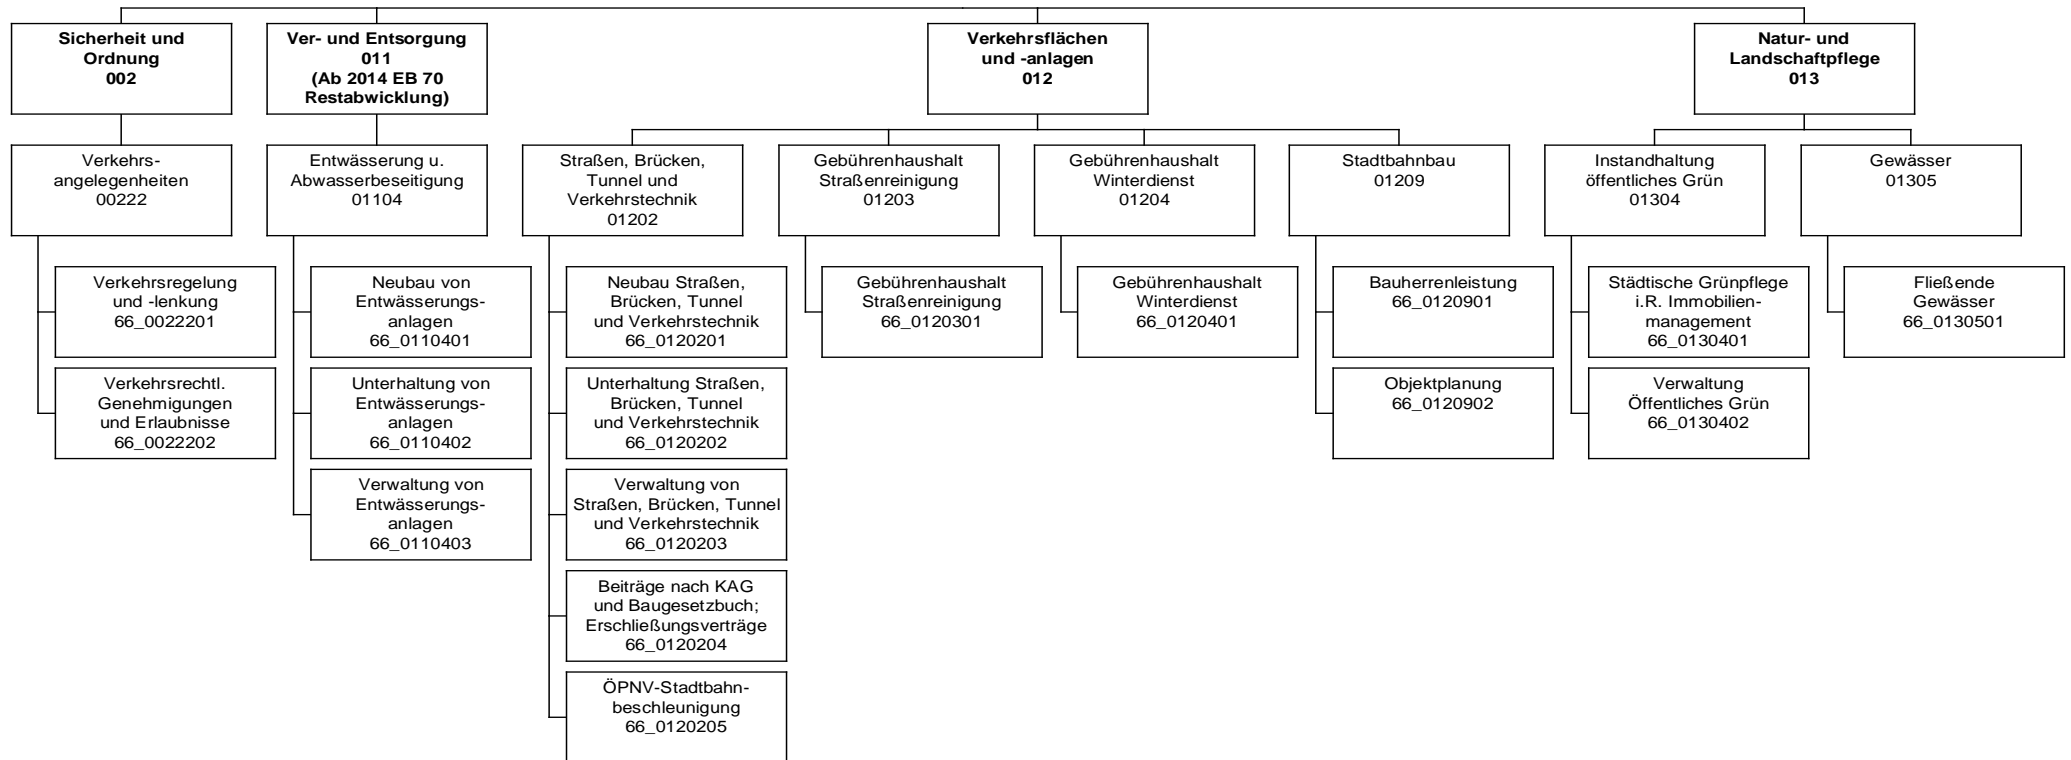 Sicherheit und
Ordnung
002
Ver- und Entsorgung
011
(Ab 2014 EB 70
Restabwicklung)
Verkehrsflächen
und -anlagen
012
Natur- und
Landschaftpflege
013
Verkehrs-
angelegenheiten
00222
Entwässerung u.
Abwasserbeseitigung
01104
Straßen, Brücken,
Tunnel und
Verkehrstechnik
01202
Gebührenhaushalt
Straßenreinigung
01203
Gebührenhaushalt
Winterdienst
01204
Stadtbahnbau
01209
Instandhaltung
öffentliches Grün
01304
Gewässer
01305
Verkehrsregelung
und -lenkung
66_0022201
Neubau von
Entwässerungs-
anlagen
66_0110401
Neubau Straßen,
Brücken, Tunnel
und Verkehrstechnik
66_0120201
Gebührenhaushalt
Straßenreinigung
66_0120301
Gebührenhaushalt
Winterdienst
66_0120401
Bauherrenleistung
66_0120901
Städtische Grünpflege
i.R. Immobilien-
management
66_0130401
Fließende
Gewässer
66_0130501
Verkehrsrechtl.
Genehmigungen
und Erlaubnisse
66_0022202
Unterhaltung von
Entwässerungs-
anlagen
66_0110402
Unterhaltung Straßen,
Brücken, Tunnel
und Verkehrstechnik
66_0120202
Objektplanung
66_0120902
Verwaltung
Öffentliches Grün
66_0130402
Verwaltung von
Entwässerungs-
anlagen
66_0110403
Verwaltung von
Straßen, Brücken, Tunnel
und Verkehrstechnik
66_0120203
Beiträge nach KAG
und Baugesetzbuch;
Erschließungsverträge
66_0120204
ÖPNV-Stadtbahn-
beschleunigung
66_0120205